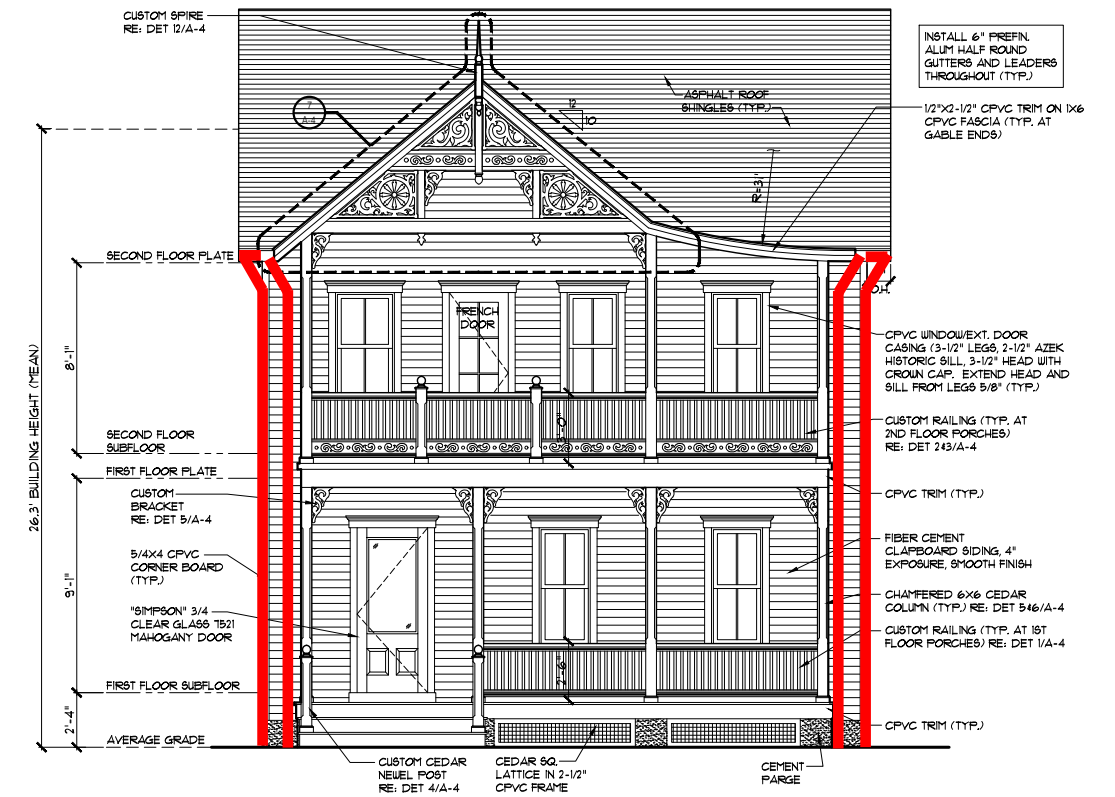 CUSTOM SPIRE
RE: DET 12/A-4
INSTALL 6" PREFIN.
ALUM HALF ROUND
GUTTERS AND LEADERS
THROUGHOUT (TYP.)
ASPHALT ROOF
SHINGLES (TYP.)
7
A-4
12
10
1/2"X2-1/2" CPVC TRIM ON 1X6
CPVC FASCIA (TYP. AT
GABLE ENDS)
R=31'
SECOND FLOOR PLATE
O.H.
FRENCH
DOOR
CPVC WINDOW/EXT. DOOR
CASING (3-1/2" LEGS, 2-1/2" AZEK
HISTORIC SILL, 3-1/2" HEAD WITH
CROWN CAP. EXTEND HEAD AND
SILL FROM LEGS 5/8" (TYP.)
8'-1"
26.3' BUILDING HEIGHT (MEAN)
CUSTOM RAILING (TYP. AT
2ND FLOOR PORCHES)
RE: DET 2&3/A-4
SECOND FLOOR
SUBFLOOR
3'-0"
FIRST FLOOR PLATE
CUSTOM
BRACKET
RE: DET 5/A-4
CPVC TRIM (TYP.)
5/4X4 CPVC
CORNER BOARD
(TYP.)
FIBER CEMENT
CLAPBOARD SIDING, 4"
EXPOSURE, SMOOTH FINISH
9'-1"
"SIMPSON" 3/4
CLEAR GLASS 7521
MAHOGANY DOOR
CHAMFERED 6X6 CEDAR
COLUMN (TYP.) RE: DET 5&6/A-4
CUSTOM RAILING (TYP. AT 1ST
FLOOR PORCHES) RE: DET 1/A-4
2'-6"
FIRST FLOOR SUBFLOOR
2'-4"
CPVC TRIM (TYP.)
AVERAGE GRADE
CUSTOM CEDAR
NEWEL POST
RE: DET 4/A-4
CEDAR SQ.
LATTICE IN 2-1/2"
CPVC FRAME
CEMENT
PARGE